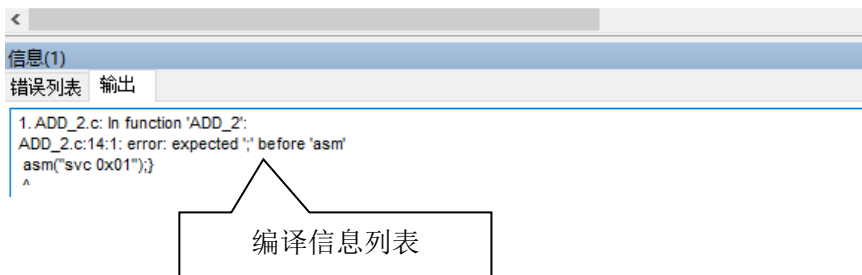 信息(1)
错误列表 输出
1. ADD_2.c: In function 'ADD_2':
ADD_2.c:14:1: error: expected ';' before 'asm'
asm("svc 0x01");}
^
编译信息列表